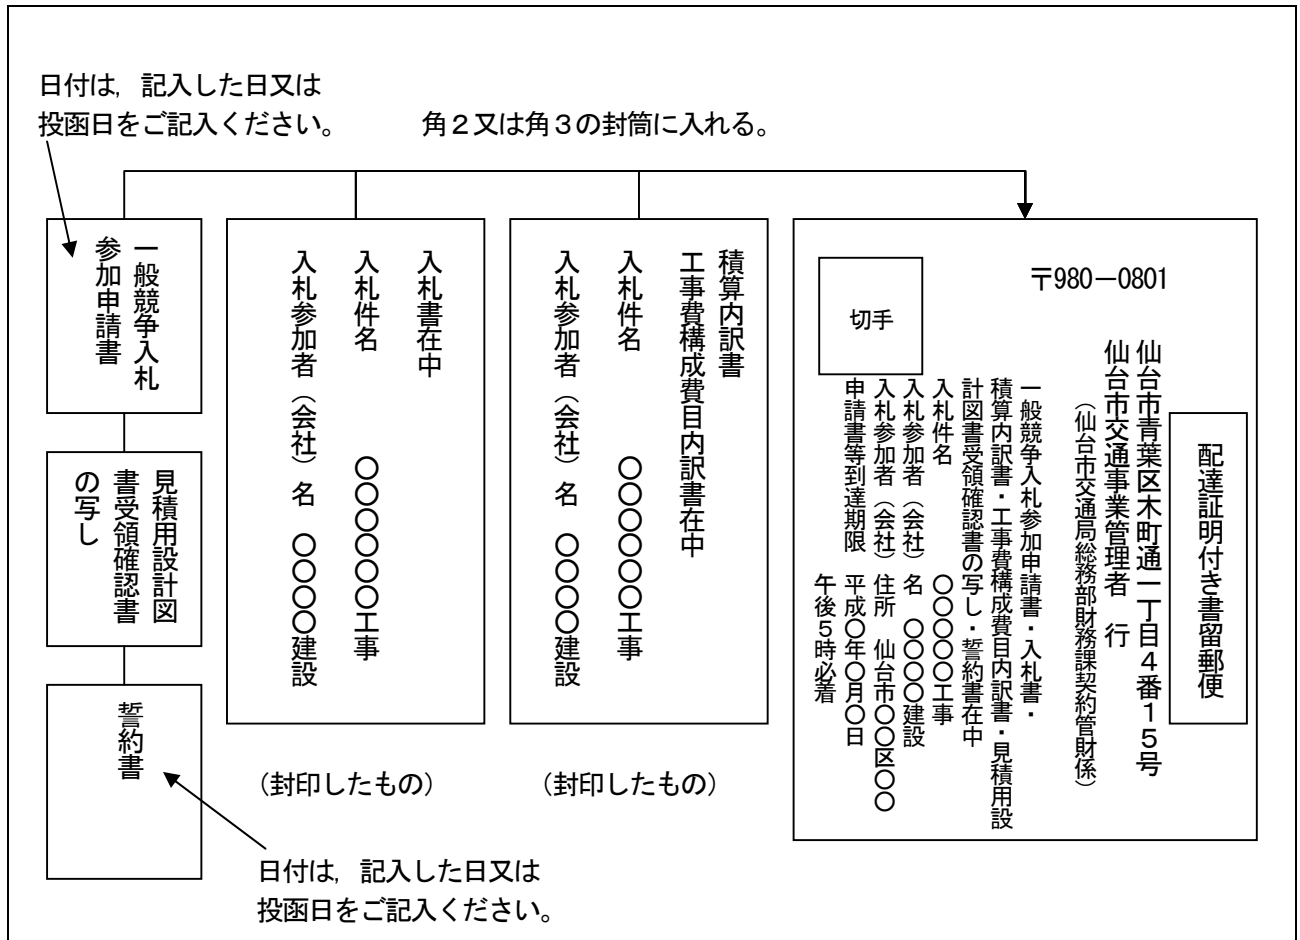 日付は，記入した日又は
投函日をご記入ください。
角２又は角３の封筒に入れる。
一般競争入札
参加申請書
見積用設計図
書受領確認書
の写し
誓約書
入札書在中
入札件名　〇〇〇〇〇〇工事
入札参加者（会社）名　〇〇〇〇建設
（封印したもの）
積算内訳書
工事費構成費目内訳書在中
入札件名　〇〇〇〇〇〇工事
入札参加者（会社）名　〇〇〇〇建設
（封印したもの）
〒980－0801
切手
配達証明付き書留郵便
仙台市青葉区木町通一丁目４番１５号
仙台市交通事業管理者　行
（仙台市交通局総務部財務課契約管財係）
一般競争入札参加申請書・入札書・
積算内訳書・工事費構成費目内訳書・見積用設
計図書受領確認書の写し・誓約書在中
入札件名　〇〇〇〇〇工事
入札参加者（会社）名　〇〇〇〇建設
入札参加者（会社）住所　仙台市〇〇区〇〇
申請書等到達期限　平成〇年〇月〇日
午後５時必着
日付は，記入した日又は
投函日をご記入ください。